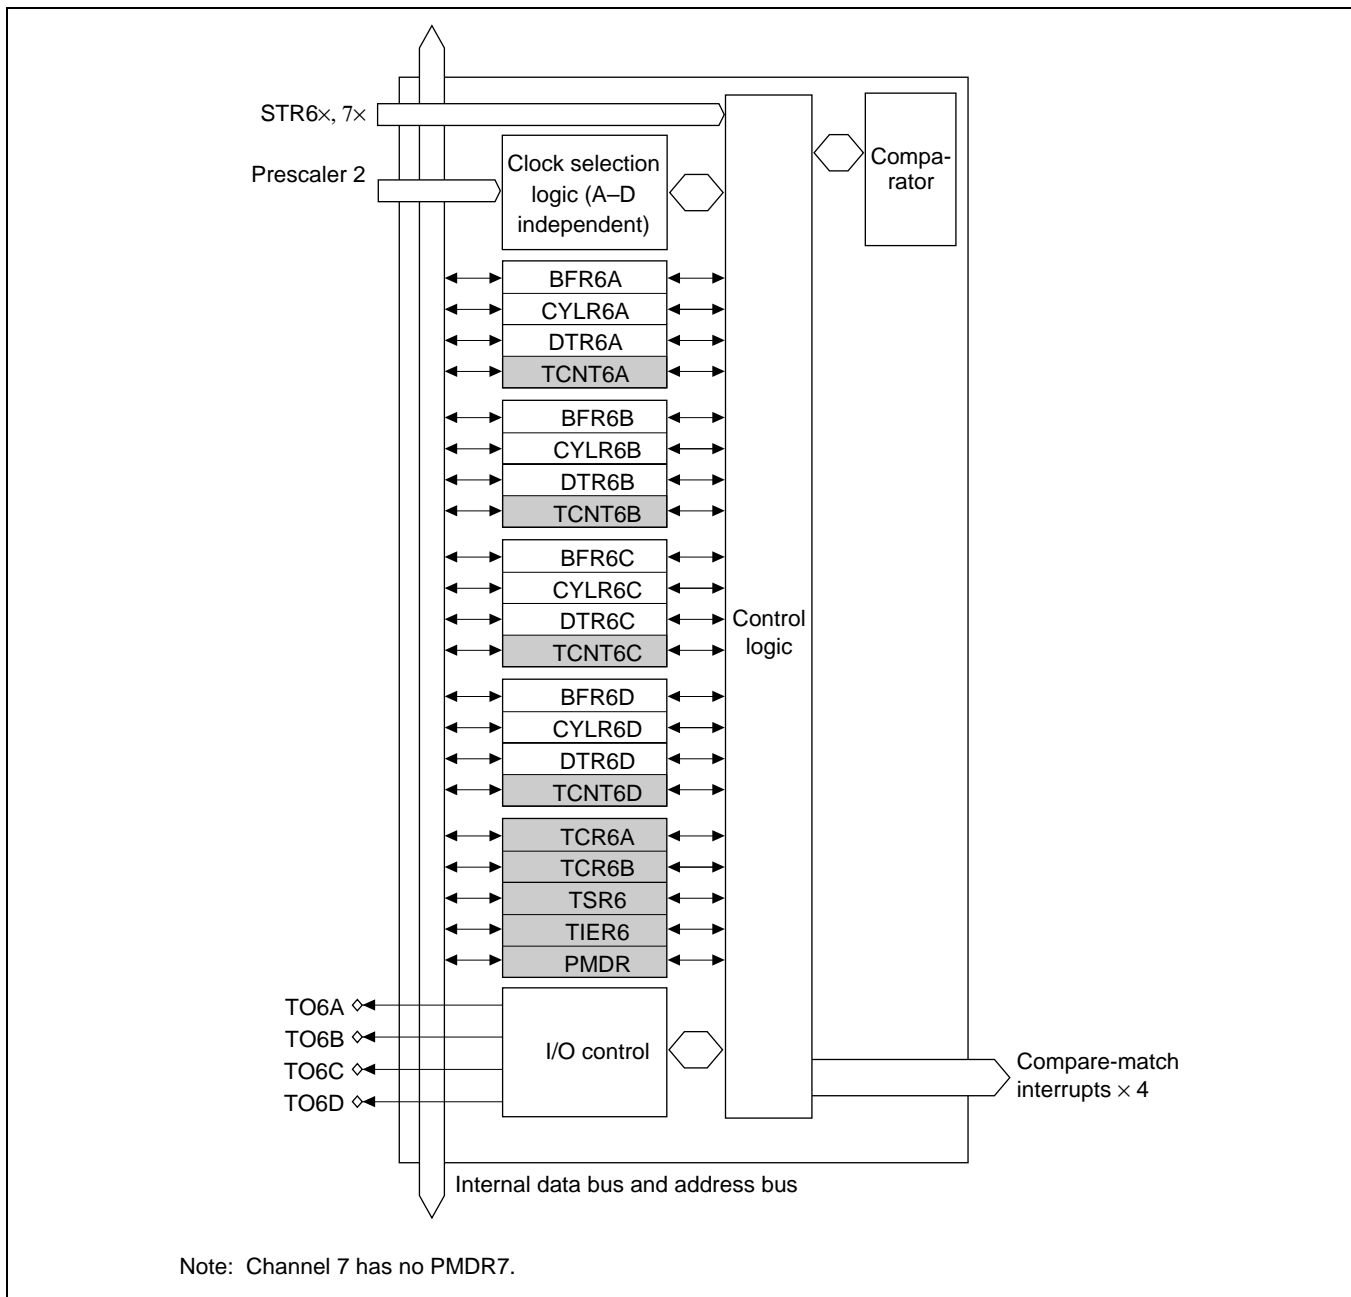 STR6×, 7×
Prescaler 2
Clock selection
logic (A–D
independent)
Compa-
rator
BFR6A
CYLR6A
DTR6A
TCNT6A
BFR6B
CYLR6B
DTR6B
TCNT6B
BFR6C
CYLR6C
DTR6C
TCNT6C
Control
logic
BFR6D
CYLR6D
DTR6D
TCNT6D
TCR6A
TCR6B
TSR6
TIER6
PMDR
TO6A
TO6B
TO6C
TO6D
I/O control
Compare-match
interrupts × 4
Internal data bus and address bus
Note: Channel 7 has no PMDR7.